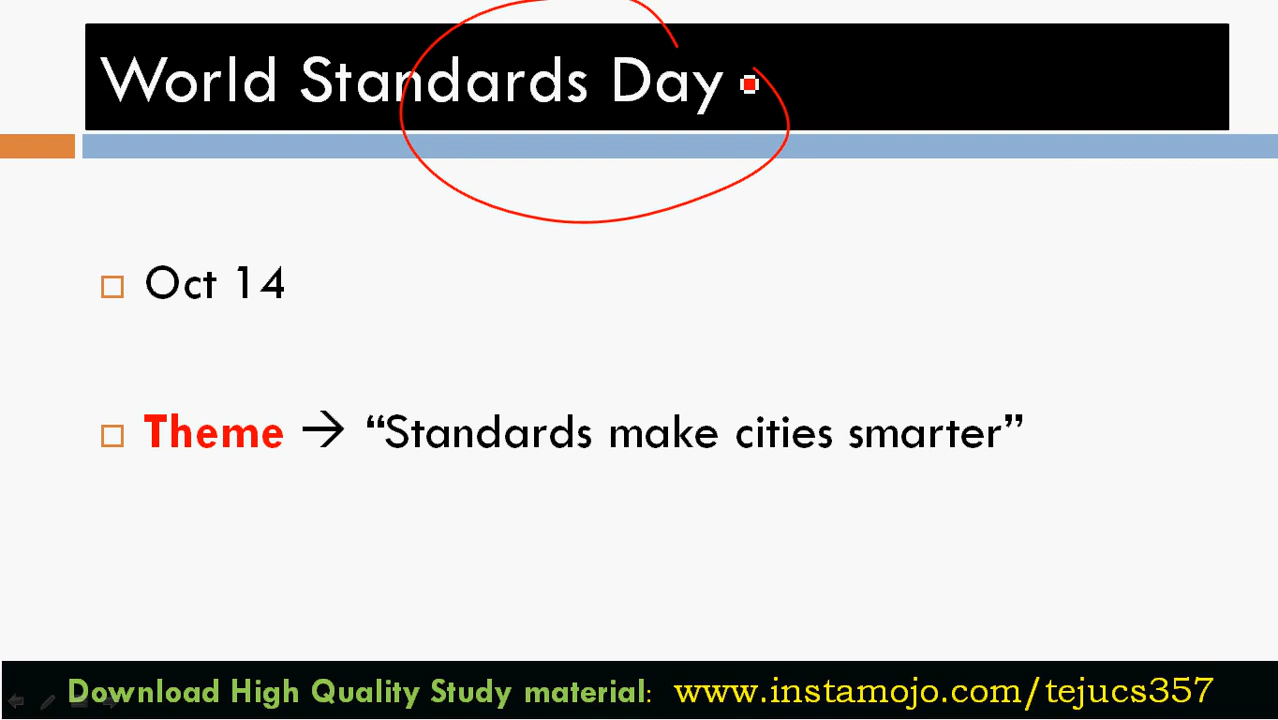 World Standards Day
Oct 14
Theme → “Standards make cities smarter”
Download High Quality Study material: www.instamojo.com/tejucs357